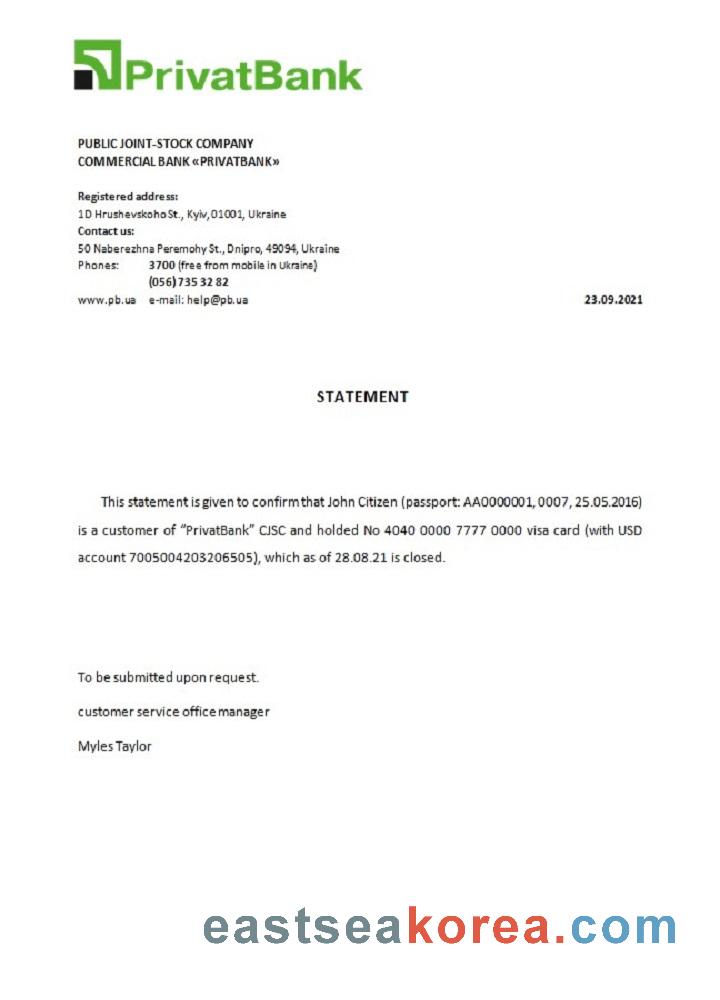 PrivatBank
PUBLIC JOINT-STOCK COMPANY
COMMERCIAL BANK «PRIVATBANK»
Registered address:
1D Hrushevskoho St., Kyiv, 01001, Ukraine
Contact us:
50 Naberezhna Peremohy St., Dnipro, 49094, Ukraine
Phones: 3700 (free from mobile in Ukraine)
(056) 735 32 82
www.pb.ua e-mail: help@pb.ua 23.09.2021
STATEMENT
This statement is given to confirm that John Citizen (passport: AA0000001, 0007, 25.05.2016)
is a customer of "PrivatBank" CJSC and holded No 4040 0000 7777 0000 visa card (with USD
account 7005004203206505), which as of 28.08.21 is closed.
To be submitted upon request.
customer service office manager
Myles Taylor
eastseakorea.com